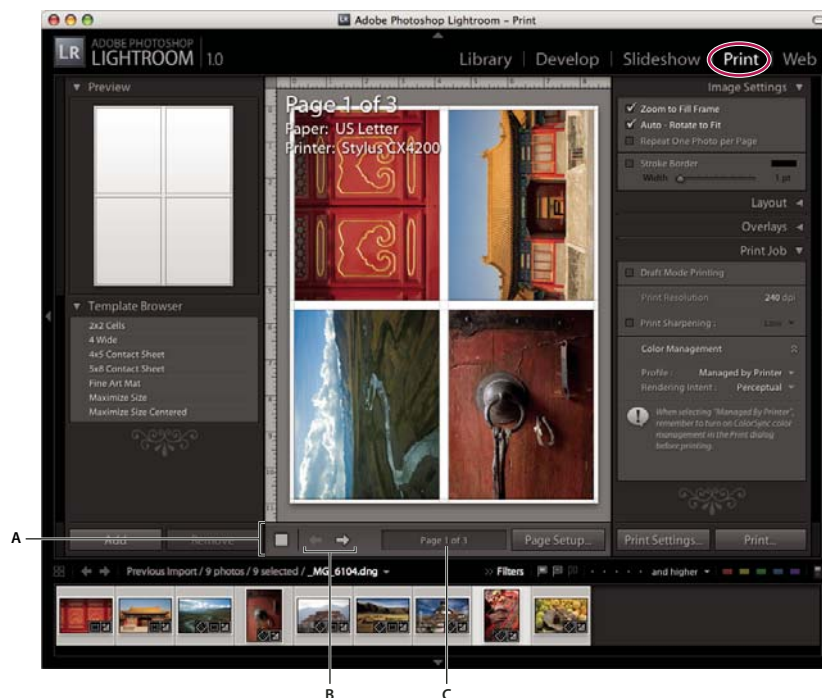 Adobe Photoshop Lightroom – Print
LR ADOBE PHOTOSHOP
LIGHTROOM 1.0
Library | Develop | Slideshow Print | Web
Preview
Page 1 of 3
Paper: US Letter
Printer: Stylus CX4200
Template Browser
2x2 Cells
4 Wide
4x5 Contact Sheet
5x8 Contact Sheet
Fine Art Mat
Maximize Size
Maximize Size Centered
Add
Remove
Image Settings
Zoom to Fill Frame
Auto - Rotate to Fit
Repeat One Photo per Page
Stroke Border
Width 1 pt
Layout
Overlays
Print Job
Draft Mode Printing
Print Resolution 240 dpi
Print Sharpening : Low
Color Management
Profile : Managed by Printer
Rendering Intent : Perceptual
When selecting "Managed By Printer",
remember to turn on ColorSync color
management in the Print dialog
before printing.
A
Page 1 of 3
Page Setup...
Print Settings...
Print...
Previous Import / 9 photos / 9 selected / _MG_6104.dng
Filters
and higher
B
C